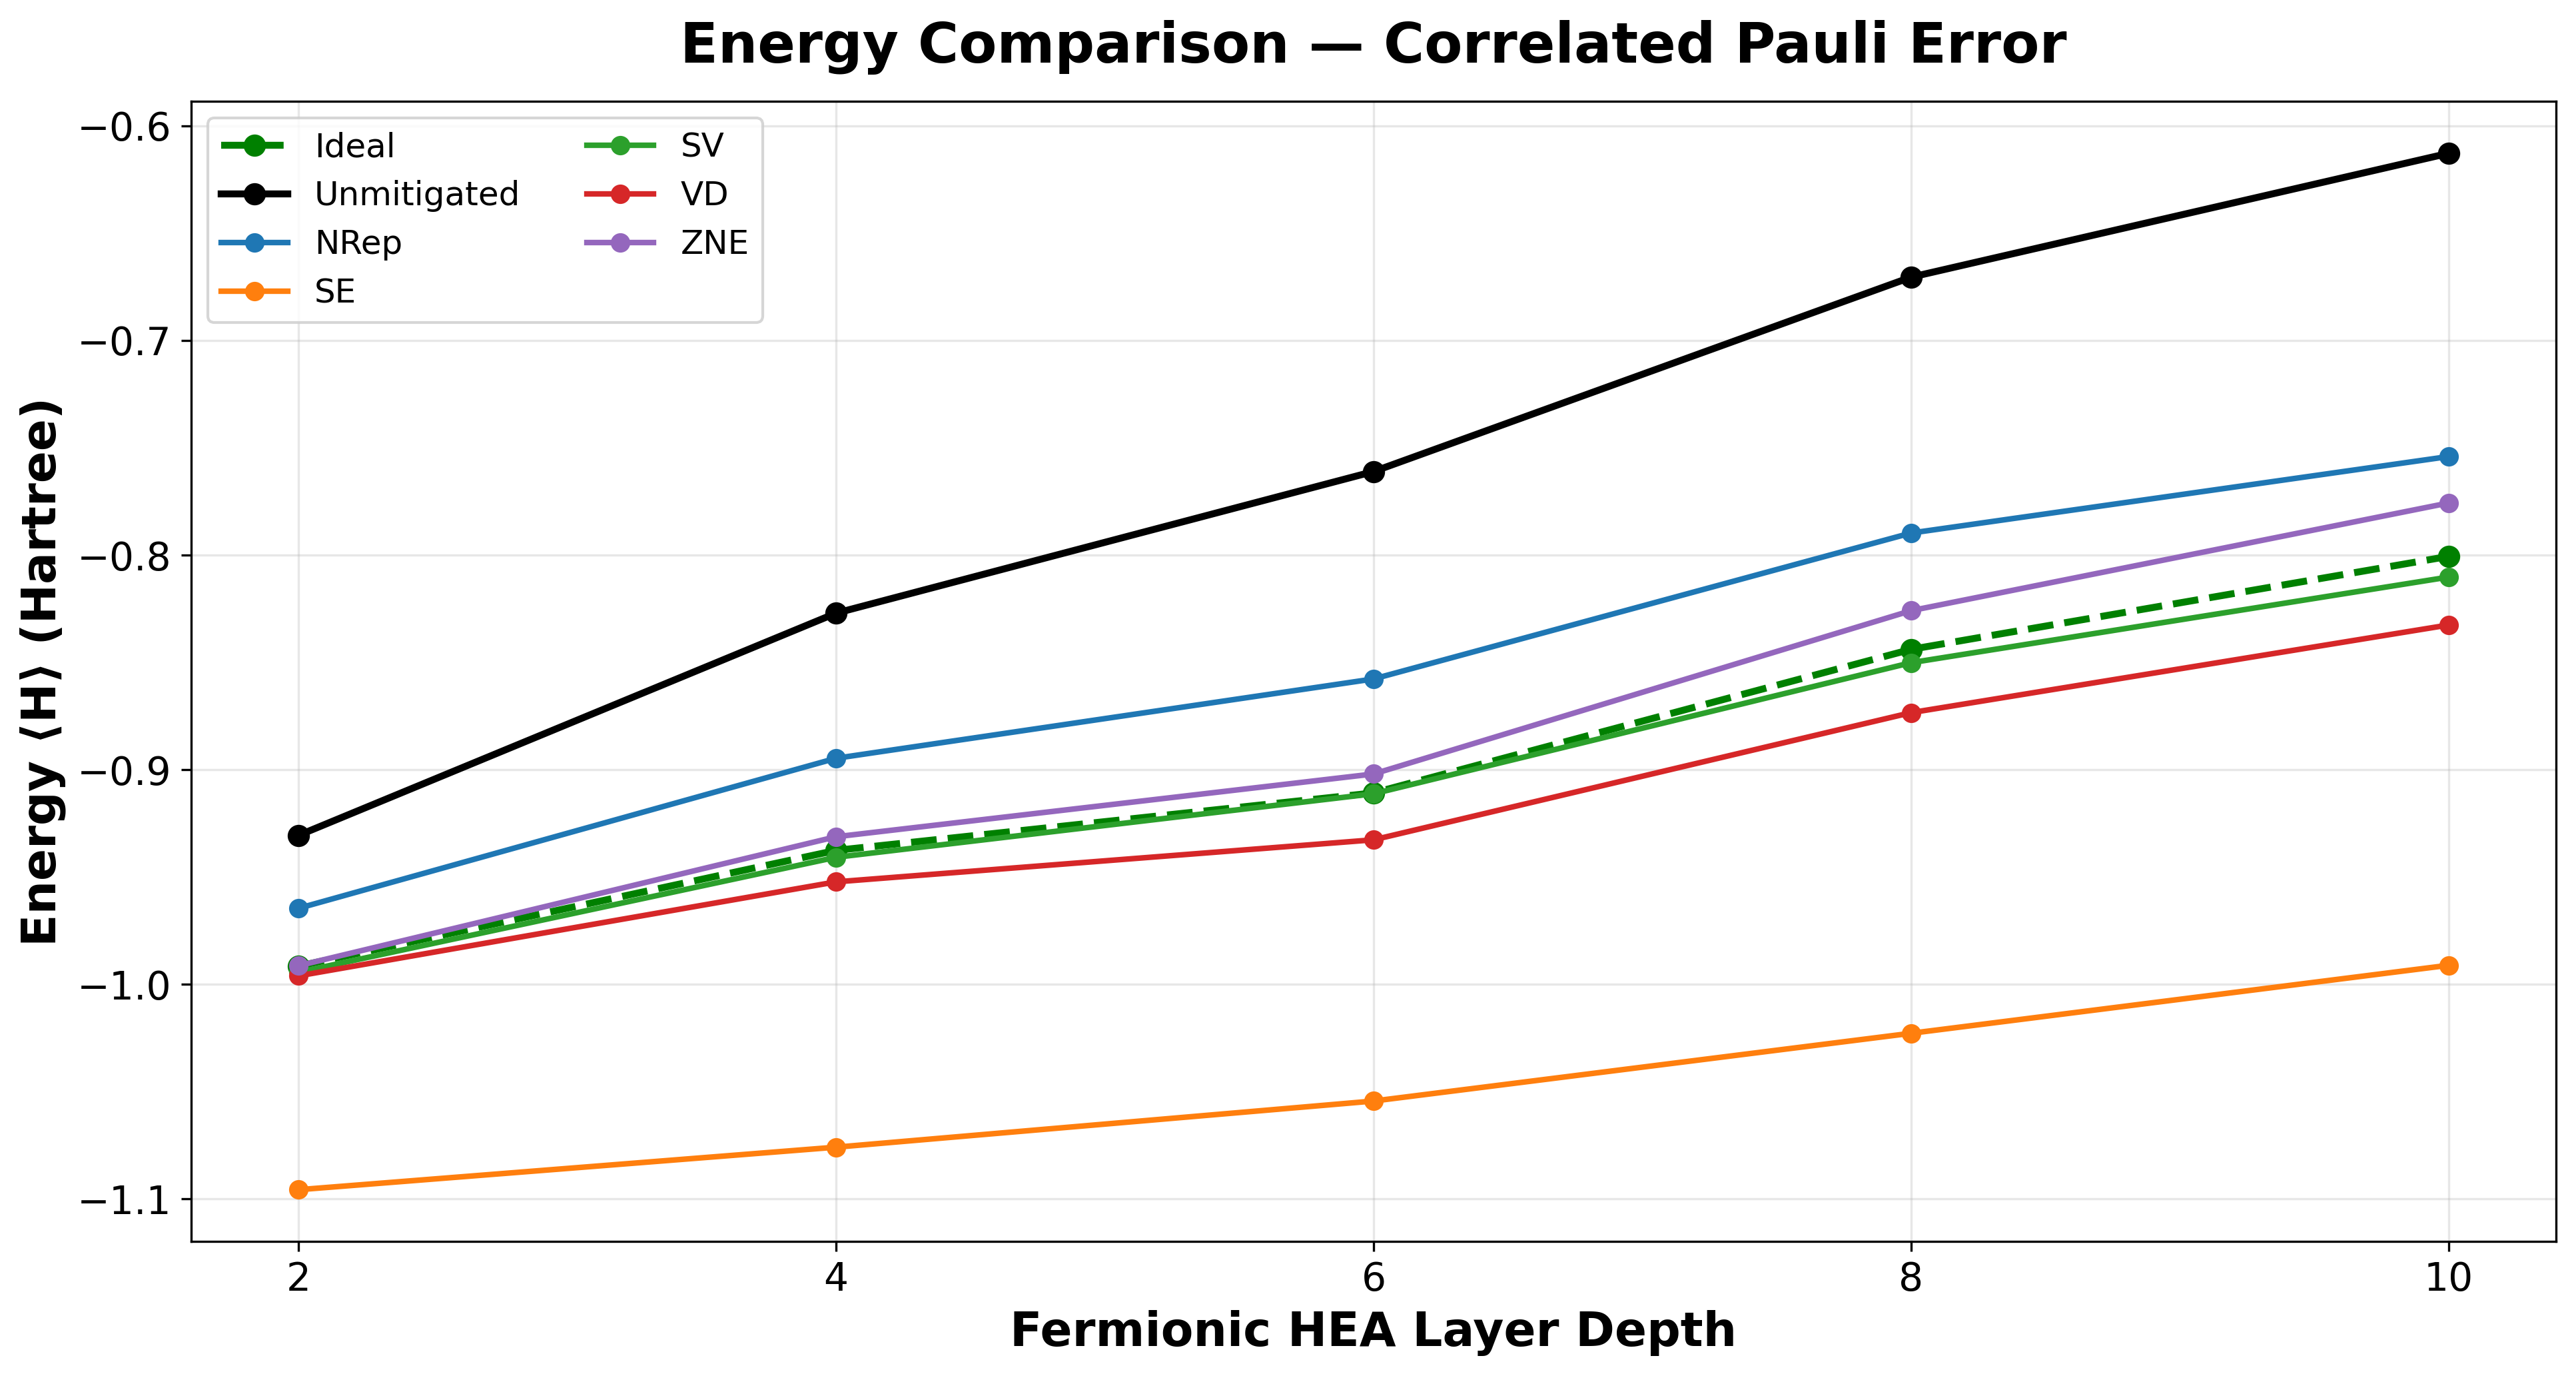 Energy Comparison — Correlated Pauli Error
Energy ⟨H⟩ (Hartree)
−0.6
−0.7
−0.8
−0.9
−1.0
−1.1
Ideal
Unmitigated
NRep
SE
SV
VD
ZNE
2 4 6 8 10
Fermionic HEA Layer Depth